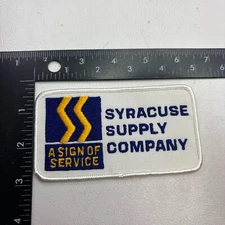 A SIGN OF
SERVICE
SYRACUSE
SUPPLY
COMPANY